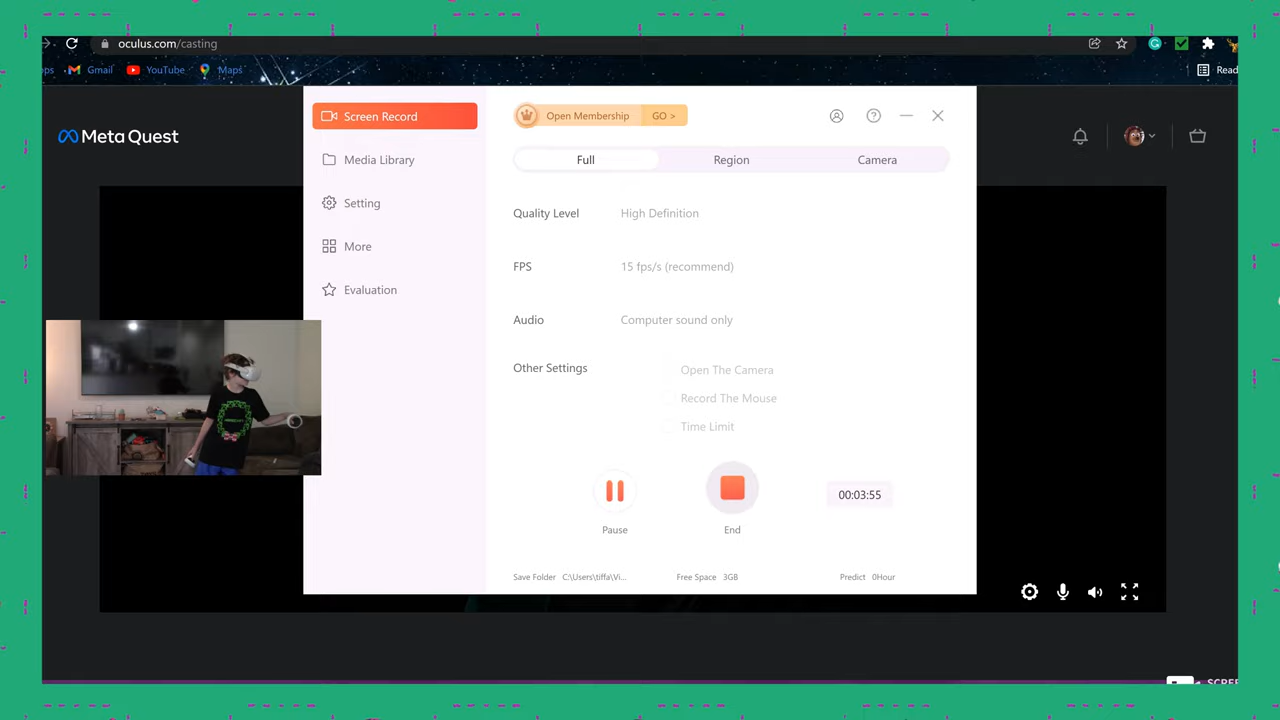 oculus.com/casting
ps Gmail YouTube Maps Read
Meta Quest
Screen Record
Media Library
Setting
More
Evaluation
Open Membership GO >
Full Region Camera
Quality Level High Definition
FPS 15 fps/s (recommend)
Audio Computer sound only
Other Settings Open The Camera
Record The Mouse
Time Limit
00:03:55
Pause End
Save Folder C:\Users\tiffa/Vi... Free Space 3GB Predict 0Hour
SCREE